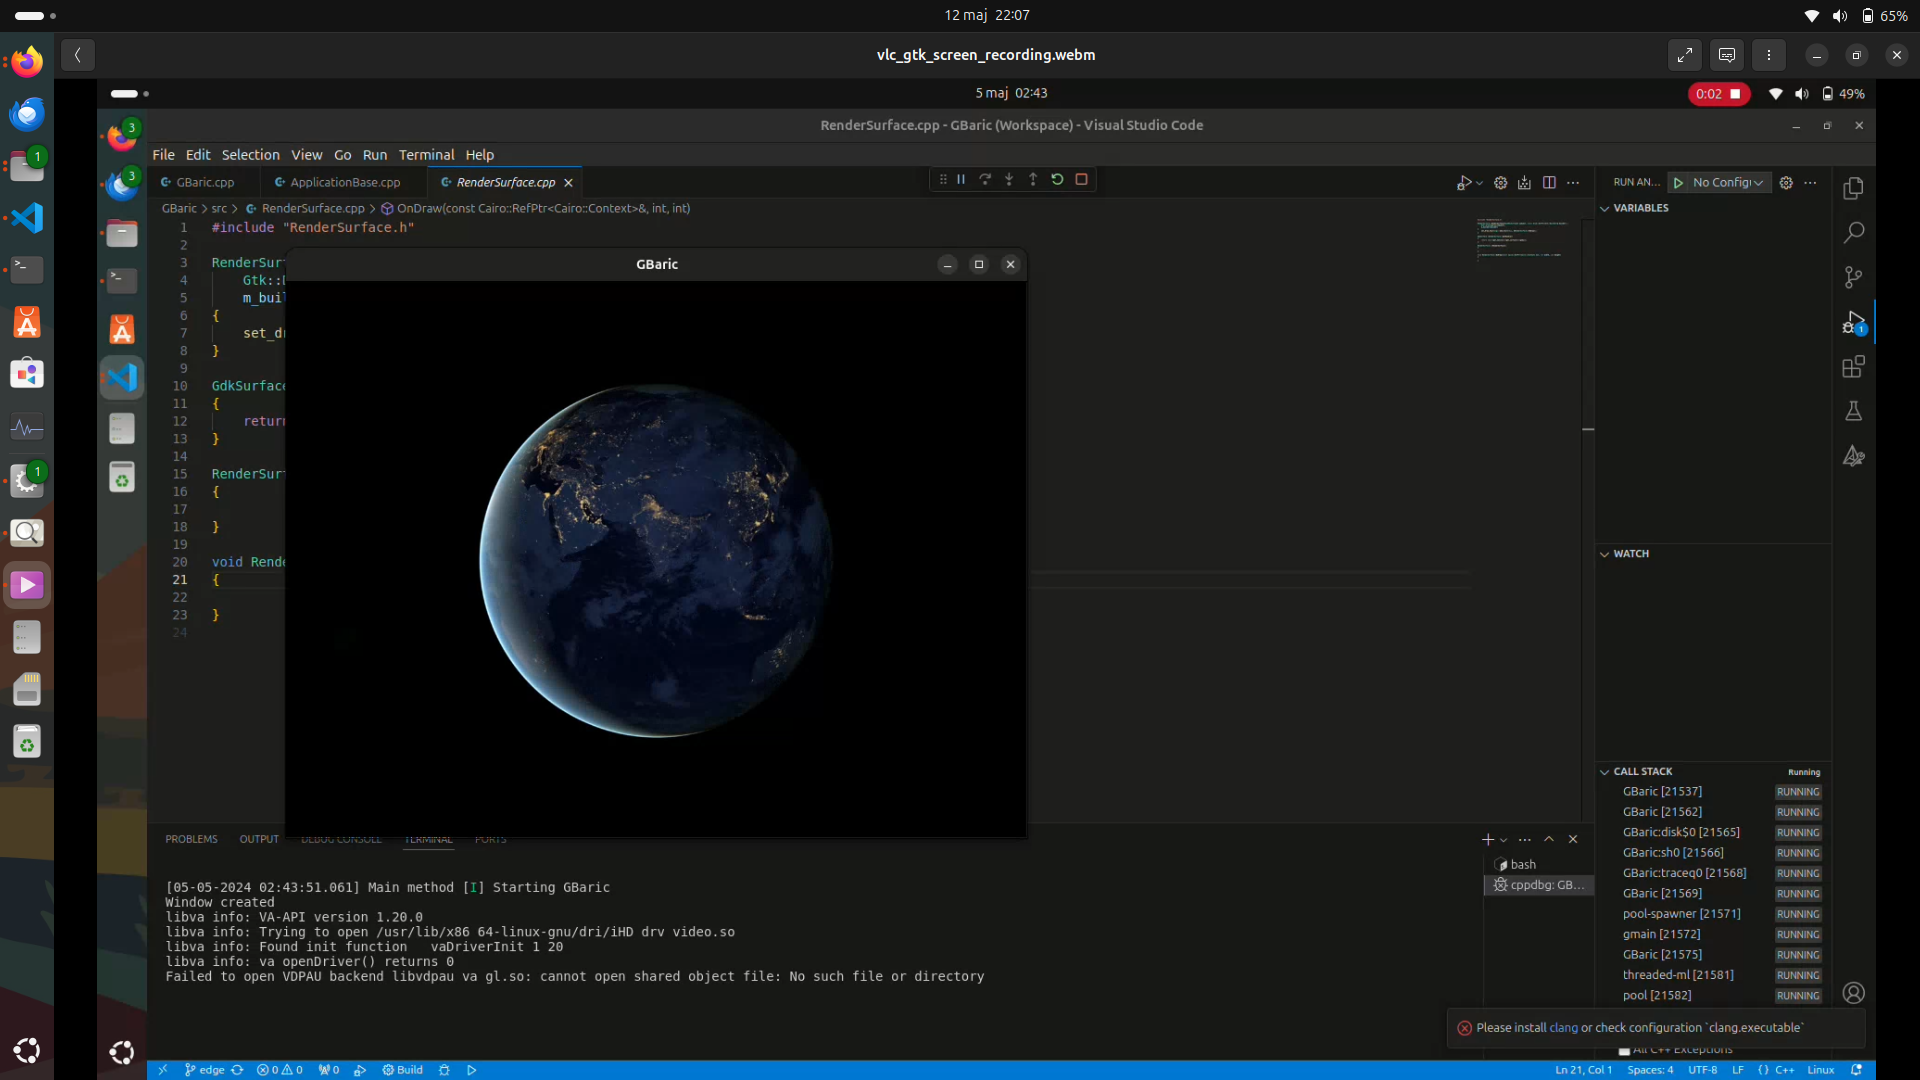 12 maj 22:07
65%
vlc_gtk_screen_recording.webm
5 maj 02:43
0:02
49%
RenderSurface.cpp - GBaric (Workspace) - Visual Studio Code
File Edit Selection View Go Run Terminal Help
GBaric.cpp
ApplicationBase.cpp
RenderSurface.cpp
RUN AN...
No Config
GBaric > src > RenderSurface.cpp > OnDraw(const Cairo::RefPtr<Cairo::Context>&, int, int)
VARIABLES
1 #include "RenderSurface.h"
2
3 RenderSur
4 Gtk::
5 m_bui
6 {
7 set_d
8 }
9
10 GdkSurface
11 {
12 return
13 }
14
15 RenderSur
16 {
17
18 }
19
20 void Rende
21 {
22
23 }
24
GBaric
WATCH
CALL STACK Running
GBaric [21537] RUNNING
GBaric [21562] RUNNING
GBaric:disk$0 [21565] RUNNING
GBaric:sh0 [21566] RUNNING
GBaric:traceq0 [21568] RUNNING
GBaric [21569] RUNNING
pool-spawner [21571] RUNNING
gmain [21572] RUNNING
GBaric [21575] RUNNING
threaded-ml [21581] RUNNING
pool [21582] RUNNING
PROBLEMS OUTPUT DEBUG CONSOLE TERMINAL PORTS
bash
cppdbg: GB...
[05-05-2024 02:43:51.061] Main method [I] Starting GBaric
Window created
libva info: VA-API version 1.20.0
libva info: Trying to open /usr/lib/x86 64-linux-gnu/dri/iHD drv video.so
libva info: Found init function   vaDriverInit 1 20
libva info: va openDriver() returns 0
Failed to open VDPAU backend libvdpau va gl.so: cannot open shared object file: No such file or directory
Please install clang or check configuration `clang.executable`
All C++ Exceptions
edge 0 0 0 Build
Ln 21, Col 1 Spaces: 4 UTF-8 LF {} C++ Linux